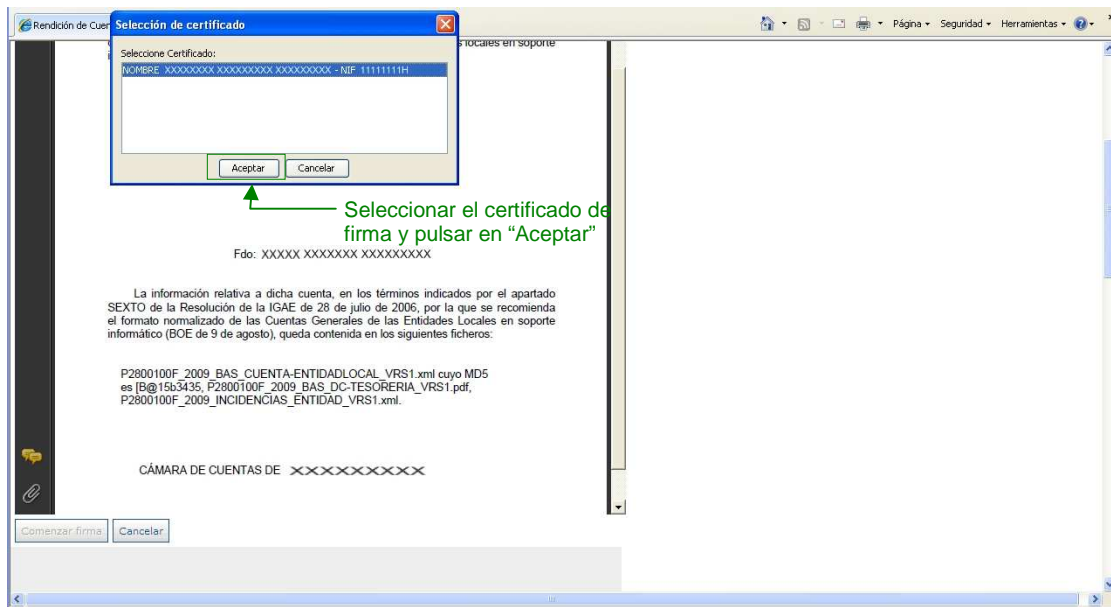 Rendición de Cuen
Página
Seguridad
Herramientas
Selección de certificado
Seleccione Certificado:
NOMBRE XXXXXXXX XXXXXXXXX XXXXXXXXXX - NIF 11111111H
Aceptar
Cancelar
s locales en soporte
Seleccionar el certificado de
firma y pulsar en “Aceptar”
Fdo: XXXXX XXXXXXX XXXXXXXXX
La información relativa a dicha cuenta, en los términos indicados por el apartado
SEXTO de la Resolución de la IGAE de 28 de julio de 2006, por la que se recomienda
el formato normalizado de las Cuentas Generales de las Entidades Locales en soporte
informático (BOE de 9 de agosto), queda contenida en los siguientes ficheros:
P2800100F_2009_BAS_CUENTA-ENTIDADLOCAL_VRS1.xml cuyo MD5
es [B@15b3435, P2800100F_2009_BAS_DC-TESORERIA_VRS1.pdf,
P2800100F_2009_INCIDENCIAS_ENTIDAD_VRS1.xml.
CÁMARA DE CUENTAS DE XXXXXXXXX
Comenzar firma
Cancelar